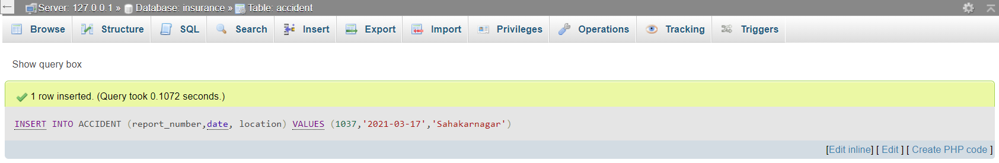 ← Server: 127.0.0.1 » Database: insurance » Table: accident
Browse Structure SQL Search Insert Export Import Privileges Operations Tracking Triggers
Show query box
1 row inserted. (Query took 0.1072 seconds.)
INSERT INTO ACCIDENT (report_number,date, location) VALUES (1037,'2021-03-17','Sahakarnagar')
[Edit inline] [ Edit ] [ Create PHP code ]